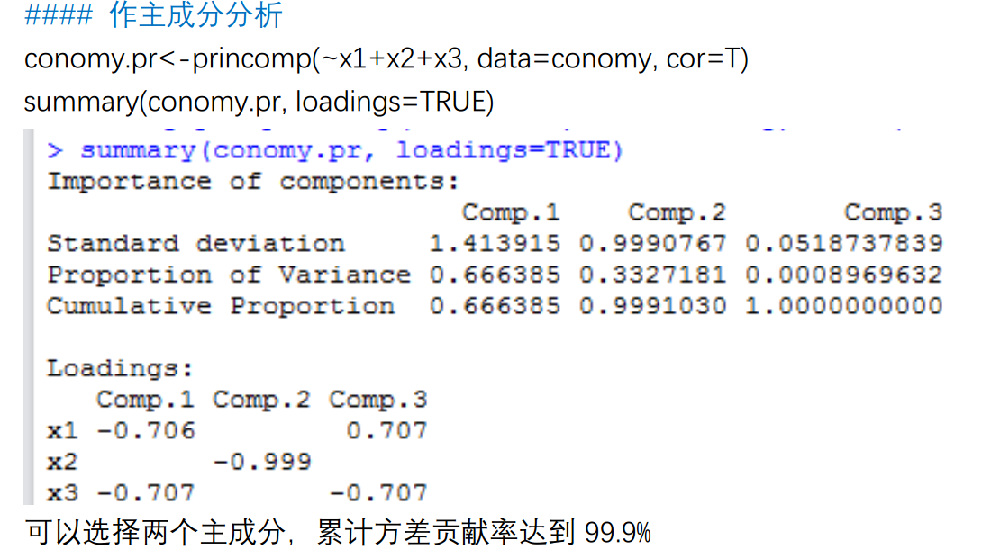 #### 作主成分分析
conomy.pr<-princomp(~x1+x2+x3, data=conomy, cor=T)
summary(conomy.pr, loadings=TRUE)
> summary(conomy.pr, loadings=TRUE)
Importance of components:
Comp.1 Comp.2 Comp.3
Standard deviation 1.413915 0.9990767 0.0518737839
Proportion of Variance 0.666385 0.3327181 0.0008969632
Cumulative Proportion 0.666385 0.9991030 1.0000000000
Loadings:
Comp.1 Comp.2 Comp.3
x1 -0.706 0.707
x2 -0.999
x3 -0.707 -0.707
可以选择两个主成分，累计方差贡献率达到 99.9%